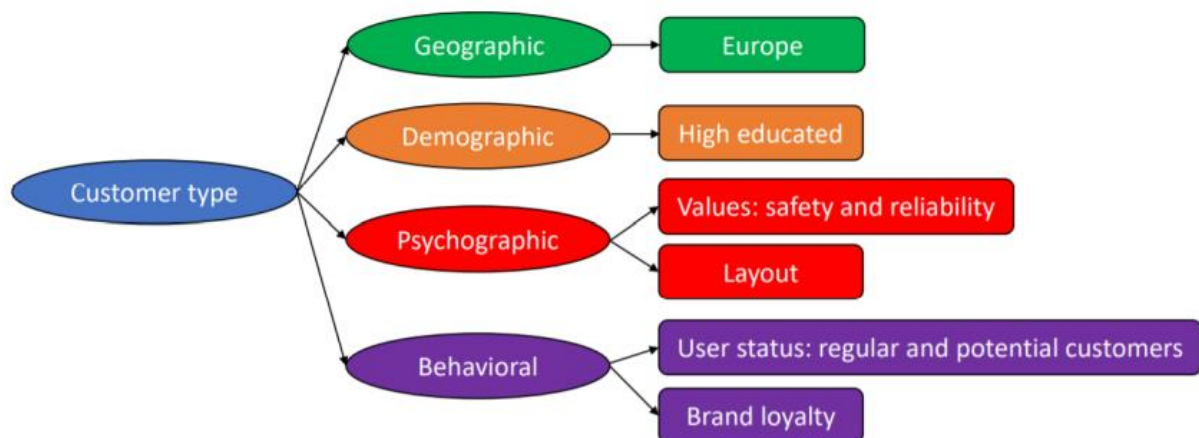 Geographic
Europe
Demographic
High educated
Customer type
Psychographic
Values: safety and reliability
Layout
Behavioral
User status: regular and potential customers
Brand loyalty